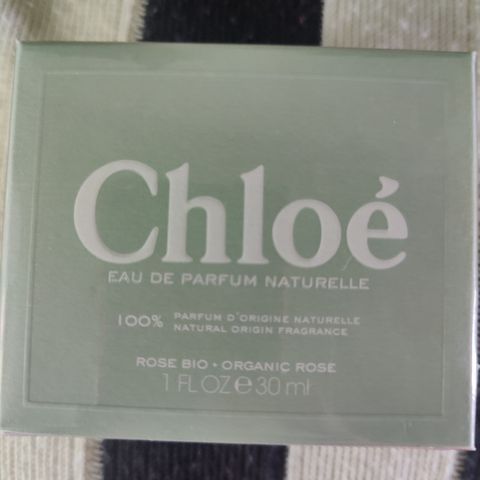 Chloé
EAU DE PARFUM NATURELLE
100% PARFUM D'ORIGINE NATURELLE
NATURAL ORIGIN FRAGRANCE
ROSE BIO • ORGANIC ROSE
1 FL OZ e 30 ml